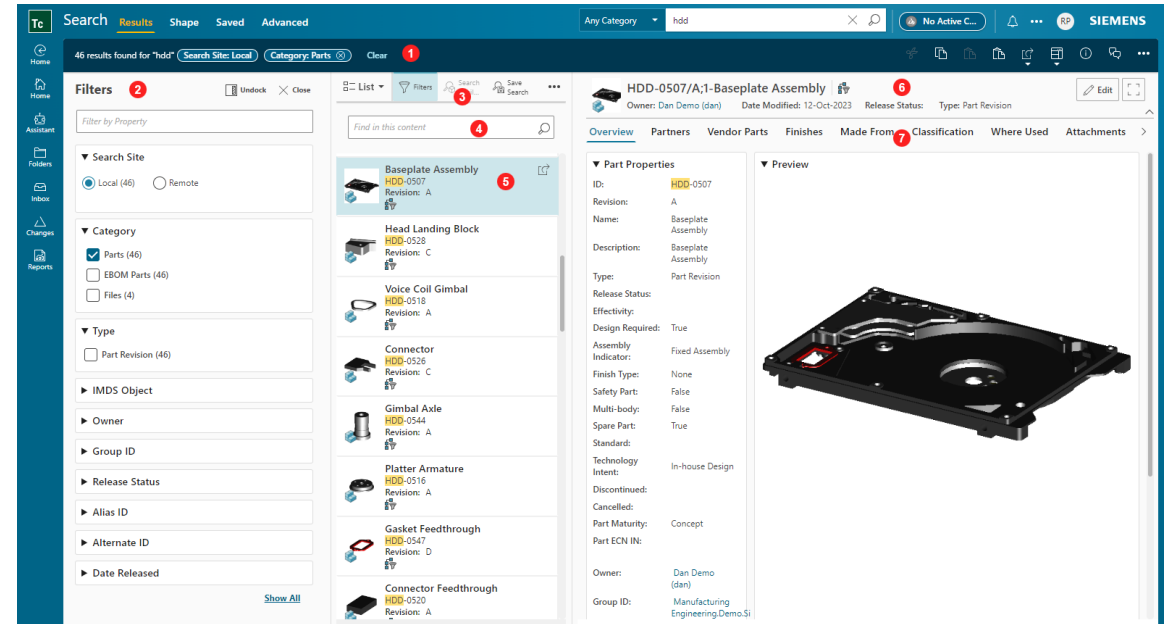 Tc Search Results Shape Saved Advanced Any Category hdd No Active C... RP SIEMENS
46 results found for "hdd" Search Site: Local Category: Parts Clear 1
Home
Home
Assistant
Folders
Inbox
Changes
Reports
Filters 2 Undock Close
Filter by Property
Search Site
Local (46) Remote
Category
Parts (46)
EBOM Parts (46)
Files (4)
Type
Part Revision (46)
IMDS Object
Owner
Group ID
Release Status
Alias ID
Alternate ID
Date Released
Show All
List Filters Search Save Search
3
Find in this content 4
Baseplate Assembly
HDD-0507
Revision: A
5
Head Landing Block
HDD-0528
Revision: C
Voice Coil Gimbal
HDD-0518
Revision: A
Connector
HDD-0526
Revision: C
Gimbal Axle
HDD-0544
Revision: A
Platter Armature
HDD-0516
Revision: A
Gasket Feedthrough
HDD-0547
Revision: D
Connector Feedthrough
HDD-0520
Revision: A
HDD-0507/A;1-Baseplate Assembly 6 Edit
Owner: Dan Demo (dan) Date Modified: 12-Oct-2023 Release Status: Type: Part Revision
Overview Partners Vendor Parts Finishes Made From 7 Classification Where Used Attachments
Part Properties
ID: HDD-0507
Revision: A
Name: Baseplate
Assembly
Description: Baseplate
Assembly
Type: Part Revision
Release Status:
Effectivity:
Design Required: True
Assembly
Indicator: Fixed Assembly
Finish Type: None
Safety Part: False
Multi-body: False
Spare Part: True
Standard:
Technology
Intent: In-house Design
Discontinued:
Cancelled:
Part Maturity: Concept
Part ECN IN:
Owner: Dan Demo
(dan)
Group ID: Manufacturing
Engineering.Demo.Si
Preview